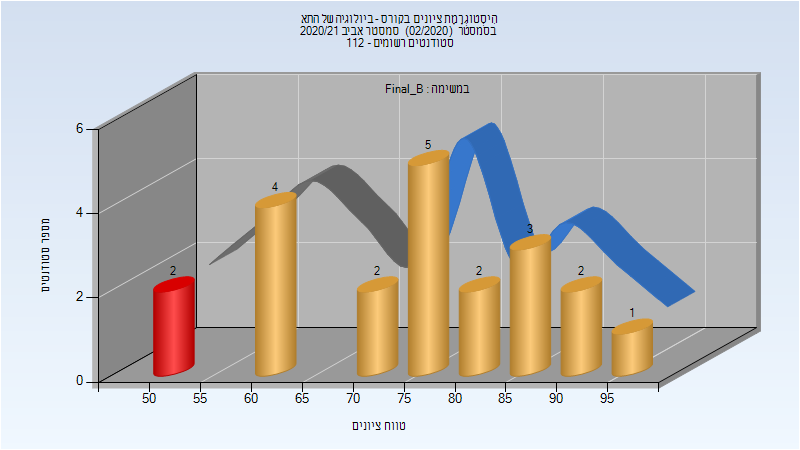 היסטוגרמת ציונים בקורס - ביולוגיה של התא
בסמסטר (02/2020) סמסטר אביב 2020/21
סטודנטים רשומים - 112
במשימה : Final_B
מספר סטודנטים
6
4
2
0
2
4
2
5
2
3
2
1
50 55 60 65 70 75 80 85 90 95
טווח ציונים